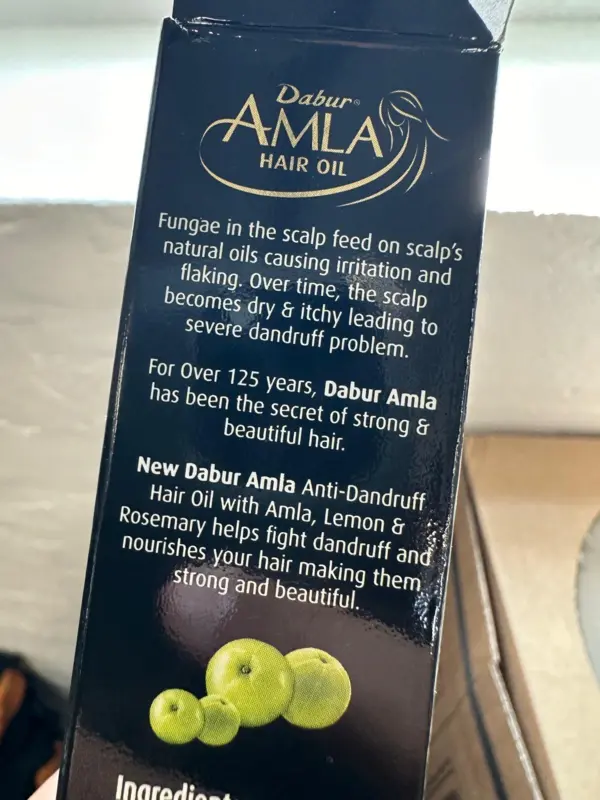 Dabur®
AMLA
HAIR OIL
Fungae in the scalp feed on scalp's
natural oils causing irritation and
flaking. Over time, the scalp
becomes dry & itchy leading to
severe dandruff problem.
For Over 125 years, Dabur Amla
has been the secret of strong &
beautiful hair.
New Dabur Amla Anti-Dandruff
Hair Oil with Amla, Lemon &
Rosemary helps fight dandruff and
nourishes your hair making them
strong and beautiful.